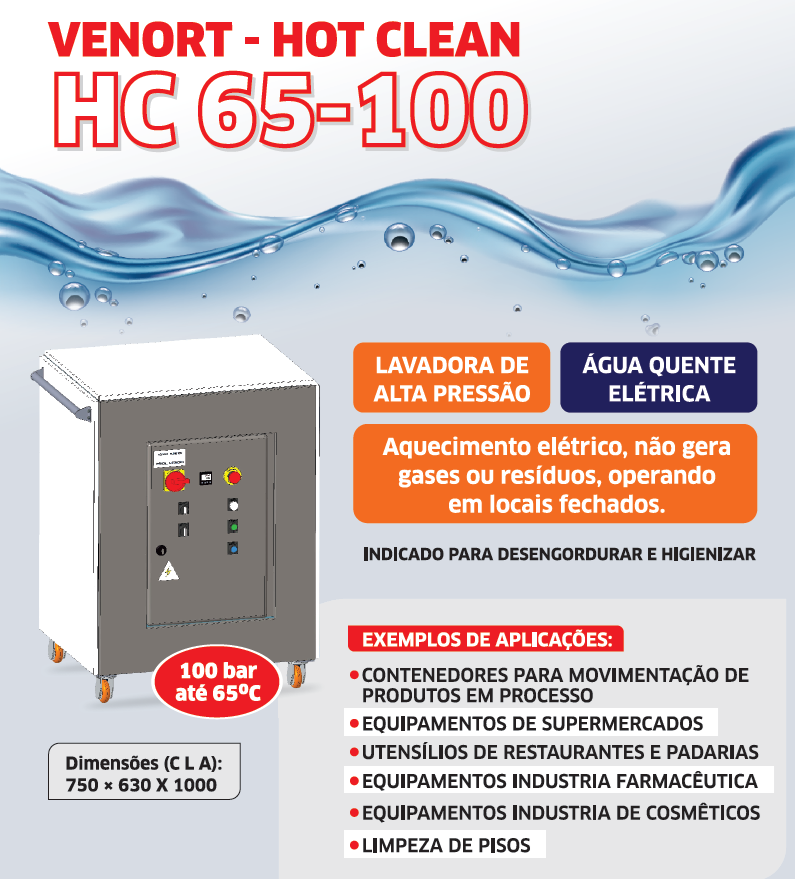 VENORT - HOT CLEAN
HC 65-100
LAVADORA DE
ALTA PRESSÃO
ÁGUA QUENTE
ELÉTRICA
Aquecimento elétrico, não gera
gases ou resíduos, operando
em locais fechados.
INDICADO PARA DESENGORDURAR E HIGIENIZAR
100 bar
até 65ºC
Dimensões (C L A):
750 × 630 X 1000
EXEMPLOS DE APLICAÇÕES:
•CONTENEDORES PARA MOVIMENTAÇÃO DE
PRODUTOS EM PROCESSO
•EQUIPAMENTOS DE SUPERMERCADOS
•UTENSÍLIOS DE RESTAURANTES E PADARIAS
•EQUIPAMENTOS INDUSTRIA FARMACÊUTICA
•EQUIPAMENTOS INDUSTRIA DE COSMÊTICOS
•LIMPEZA DE PISOS